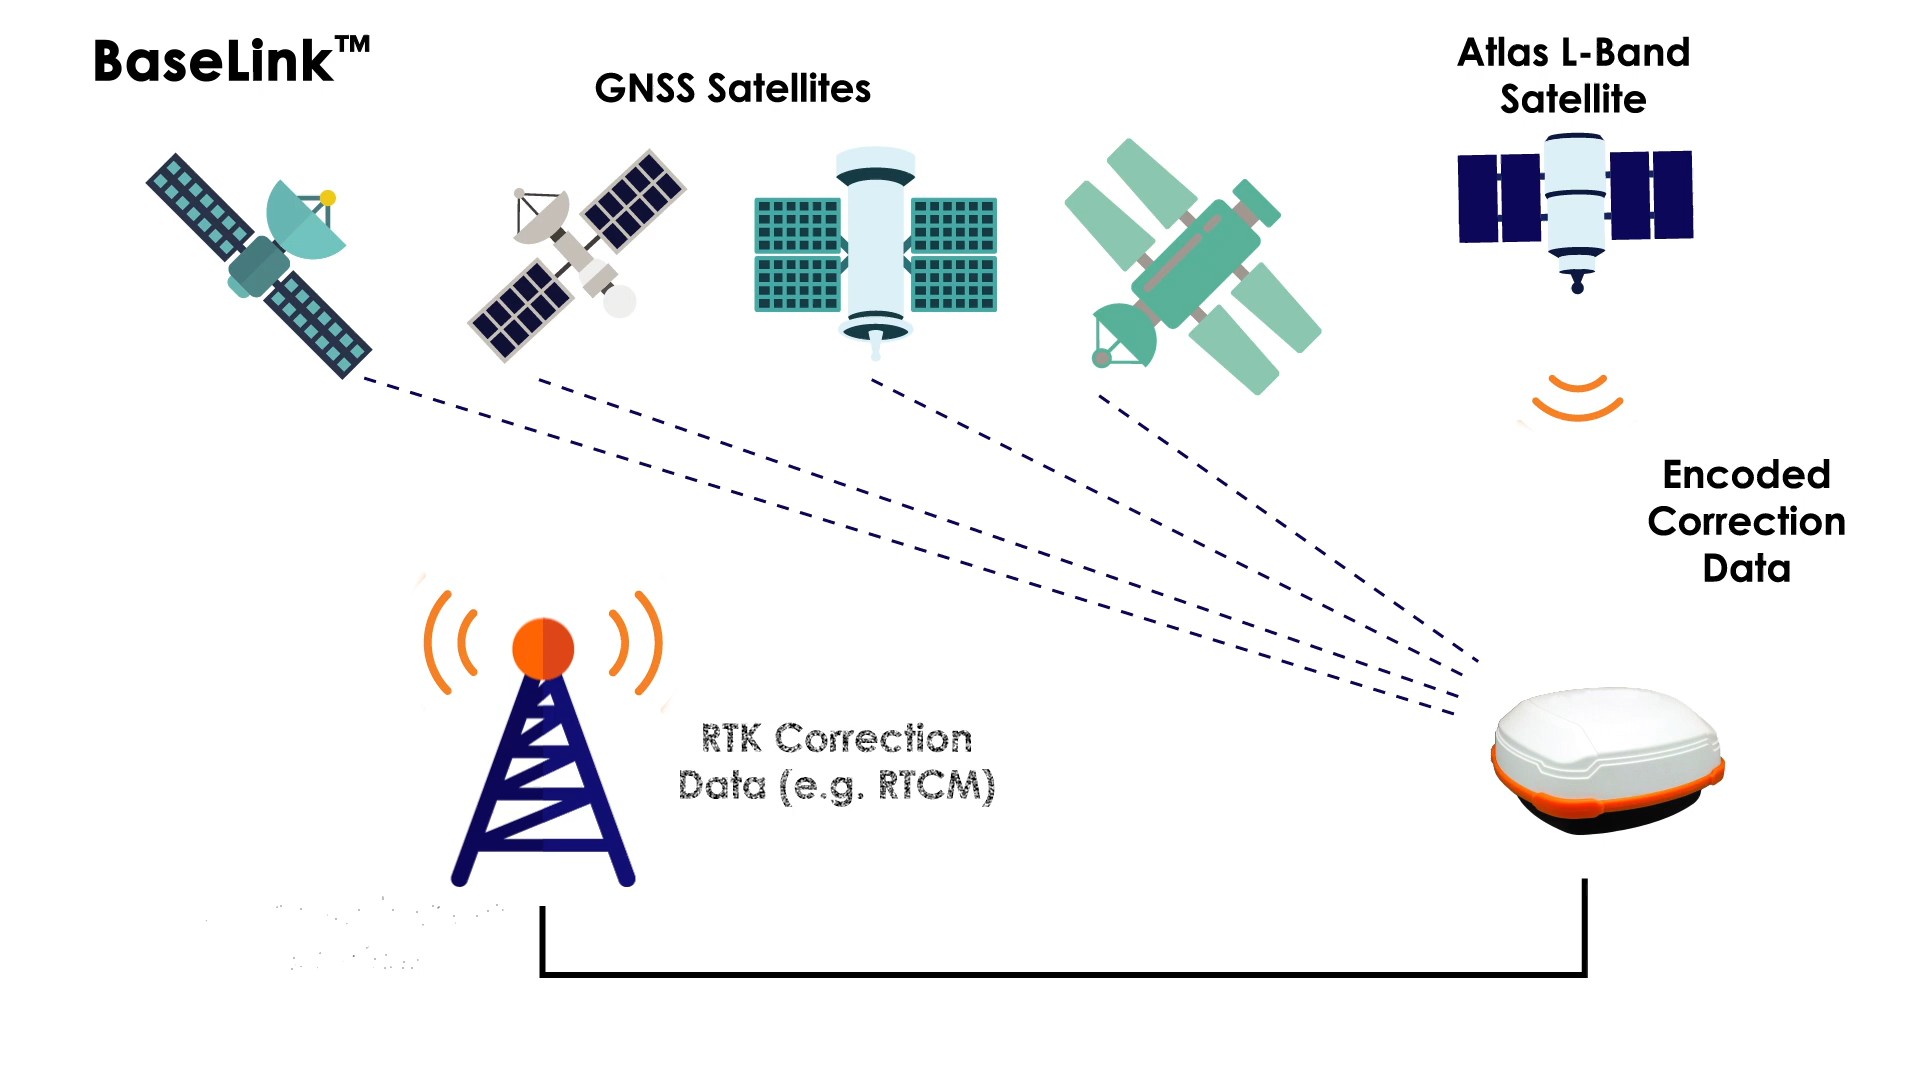 BaseLink™
GNSS Satellites
Atlas L-Band
Satellite
Encoded
Correction
Data
RTK Correction
Data (e.g. RTCM)